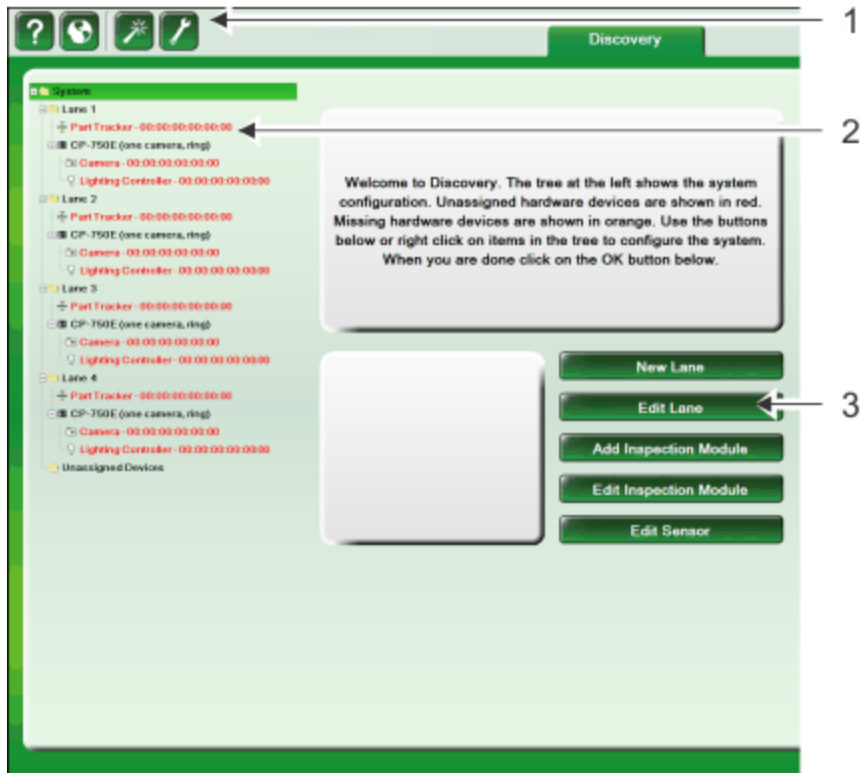 ?
1
Discovery
System
Lane 1
Part Tracker - 00:00:00:00:00:00
2
CP-750E (one camera, ring)
Camera - 00:00:00:00:00:00
Lighting Controller - 00:00:00:00:00:00
Lane 2
Part Tracker - 00:00:00:00:00:00
CP-750E (one camera, ring)
Camera - 00:00:00:00:00:00
Lighting Controller - 00:00:00:00:00:00
Lane 3
Part Tracker - 00:00:00:00:00:00
CP-750E (one camera, ring)
Camera - 00:00:00:00:00:00
Lighting Controller - 00:00:00:00:00:00
Lane 4
Part Tracker - 00:00:00:00:00:00
CP-750E (one camera, ring)
Camera - 00:00:00:00:00:00
Lighting Controller - 00:00:00:00:00:00
Unassigned Devices
Welcome to Discovery. The tree at the left shows the system
configuration. Unassigned hardware devices are shown in red.
Missing hardware devices are shown in orange. Use the buttons
below or right click on items in the tree to configure the system.
When you are done click on the OK button below.
New Lane
Edit Lane
3
Add Inspection Module
Edit Inspection Module
Edit Sensor